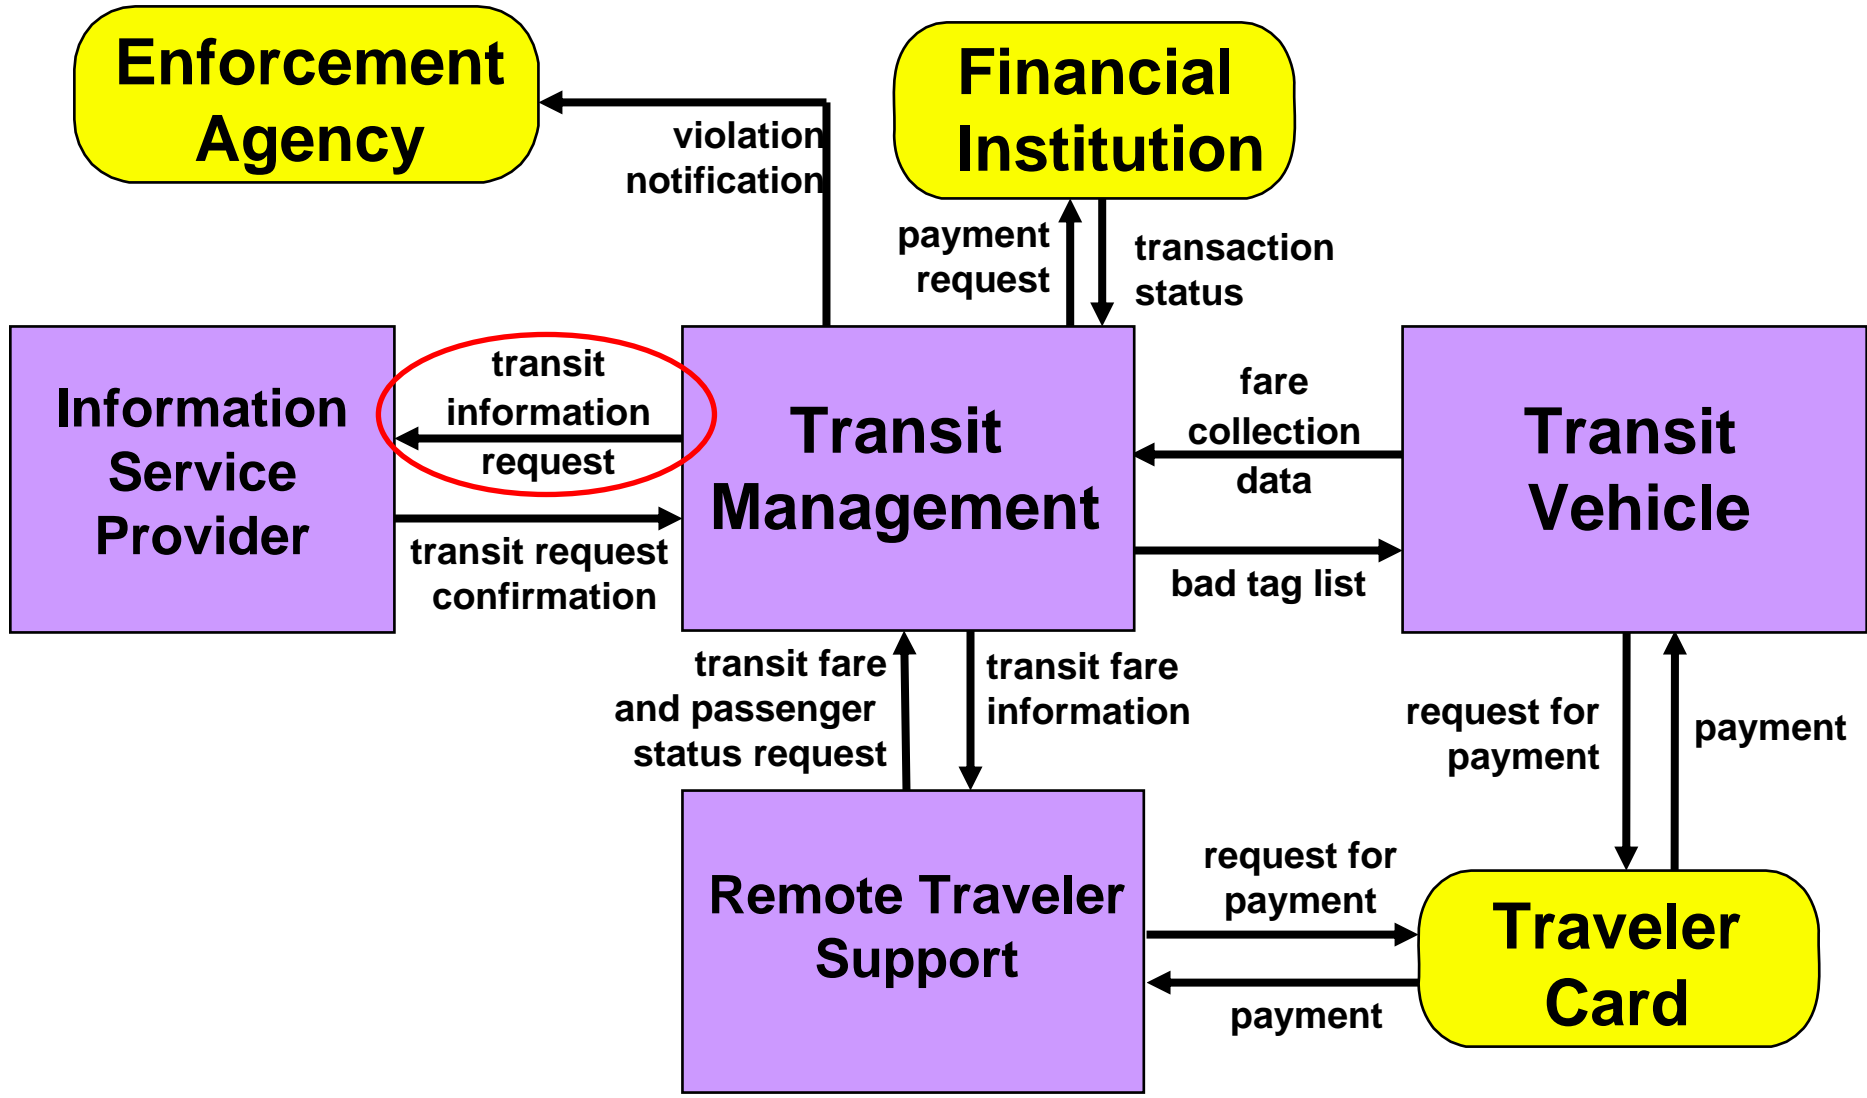 Enforcement
Agency
Financial
Institution
violation
notification
payment
request
transaction
status
Information
Service
Provider
transit
information
request
transit request
confirmation
Transit
Management
fare
collection
data
bad tag list
Transit
Vehicle
transit fare
and passenger
status request
transit fare
information
request for
payment
payment
Remote Traveler
Support
request for
payment
payment
Traveler
Card